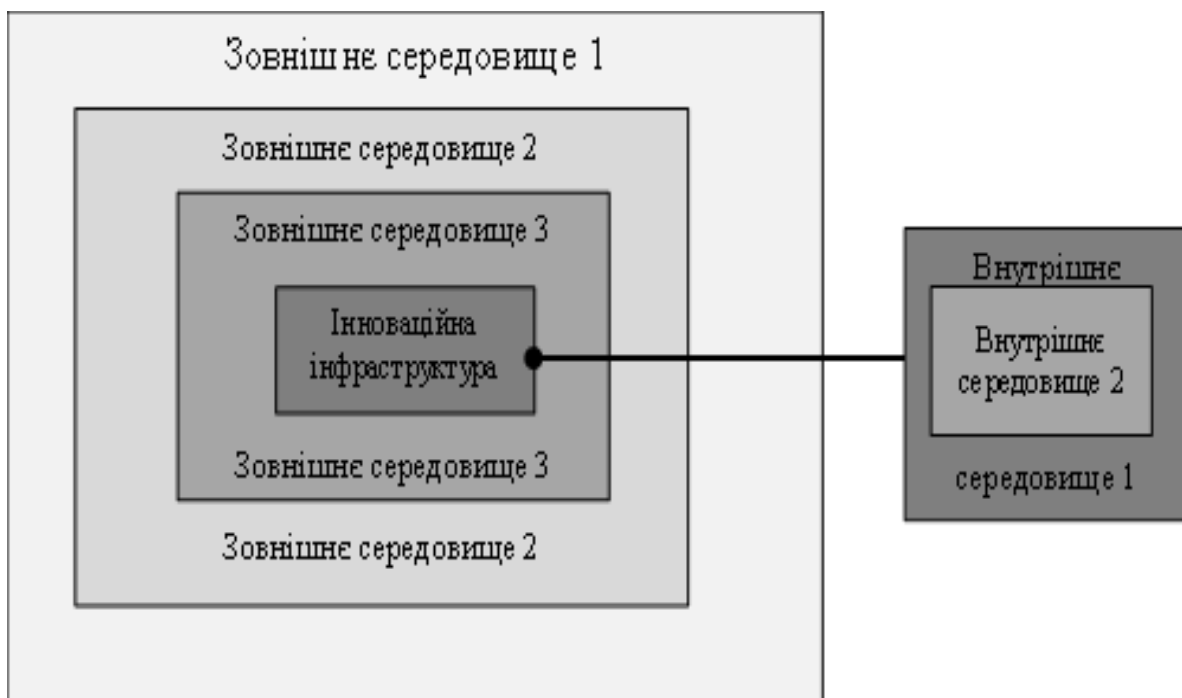 Зовнішнє середовище 1
Зовнішнє середовище 2
Зовнішнє середовище 3
Інноваційна
інфраструктура
Зовнішнє середовище 3
Зовнішнє середовище 2
Внутрішнє
Внутрішнє
середовище 2
середовище 1